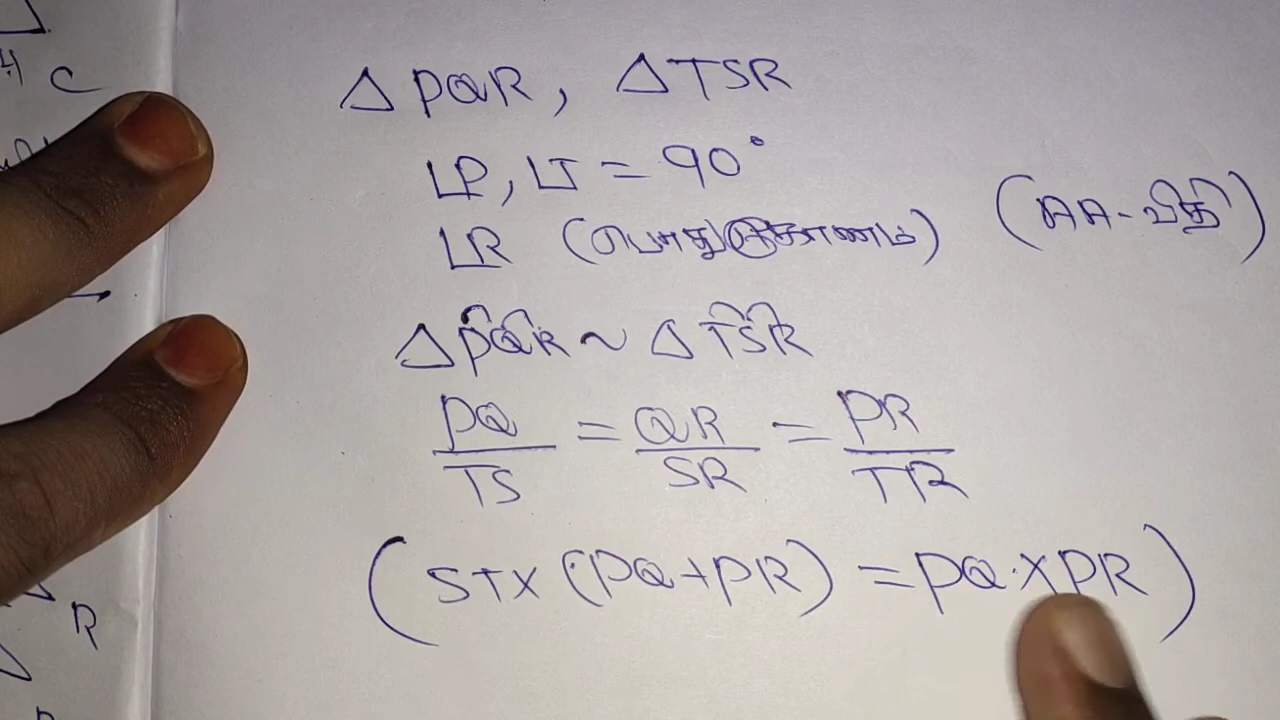 C
Δ PQR, Δ TSR
∟P, ∟T = 90°
∟R (பொதுகோணம்) (AA-விதி)
Δ PQR ~ Δ TSR
PQ/TS = QR/SR = PR/TR
(ST×(PQ+PR) = PQ·×PR)
R